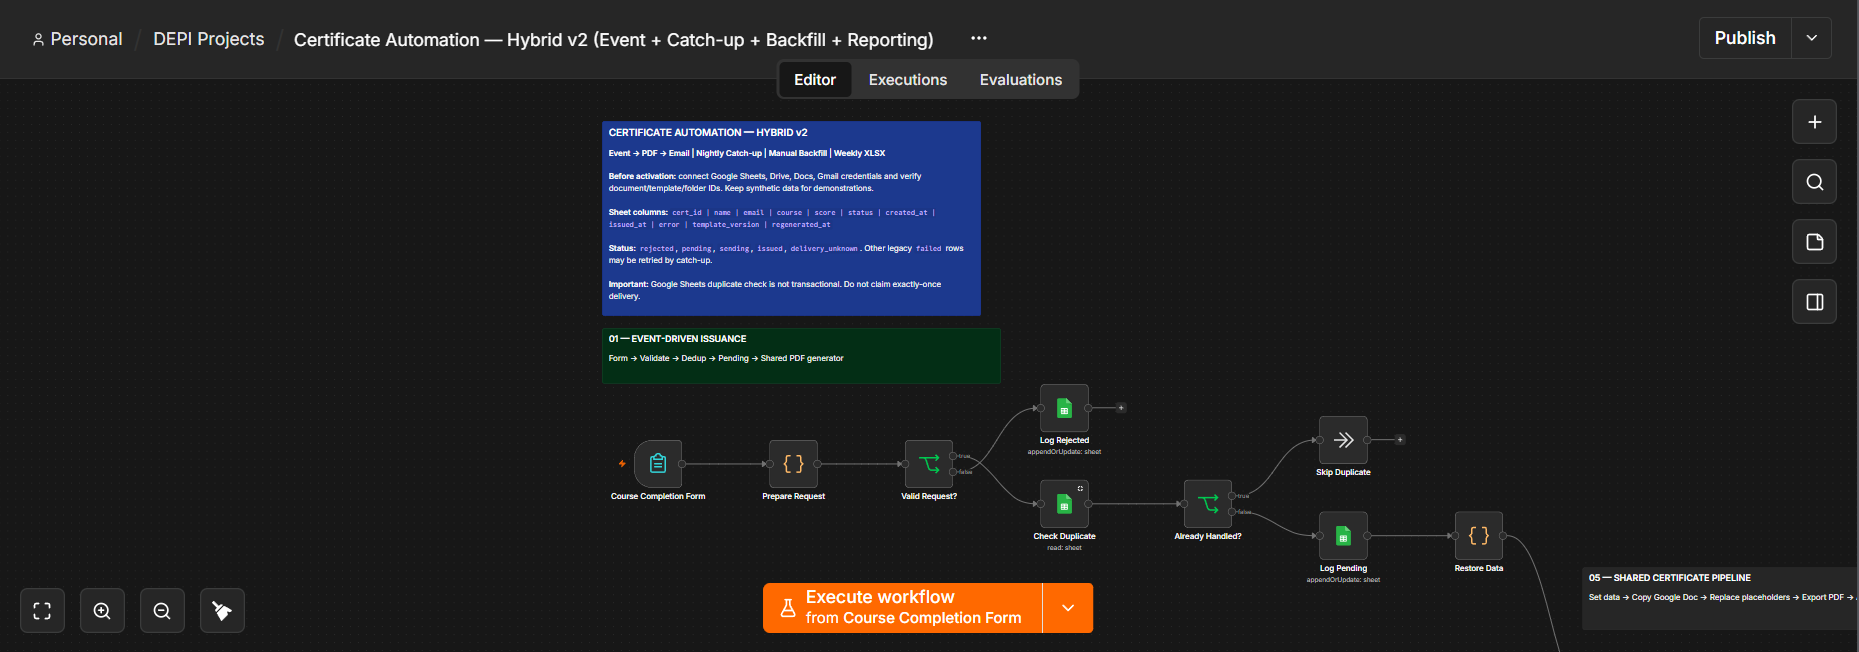 Personal / DEPI Projects / Certificate Automation — Hybrid v2 (Event + Catch-up + Backfill + Reporting) ...
Publish
Editor Executions Evaluations
CERTIFICATE AUTOMATION — HYBRID v2
Event → PDF → Email | Nightly Catch-up | Manual Backfill | Weekly XLSX
Before activation: connect Google Sheets, Drive, Docs, Gmail credentials and verify
document/template/folder IDs. Keep synthetic data for demonstrations.
Sheet columns: cert_id | name | email | course | score | status | created_at |
issued_at | error | template_version | regenerated_at
Status: rejected, pending, sending, issued, delivery_unknown. Other legacy failed rows
may be retried by catch-up.
Important: Google Sheets duplicate check is not transactional. Do not claim exactly-once
delivery.
01 — EVENT-DRIVEN ISSUANCE
Form → Validate → Dedup → Pending → Shared PDF generator
Course Completion Form
Prepare Request
Valid Request?
true
false
Log Rejected
appendOrUpdate: sheet
Check Duplicate
read: sheet
Already Handled?
true
false
Skip Duplicate
Log Pending
appendOrUpdate: sheet
Restore Data
05 — SHARED CERTIFICATE PIPELINE
Set data → Copy Google Doc → Replace placeholders → Export PDF →
Execute workflow
from Course Completion Form